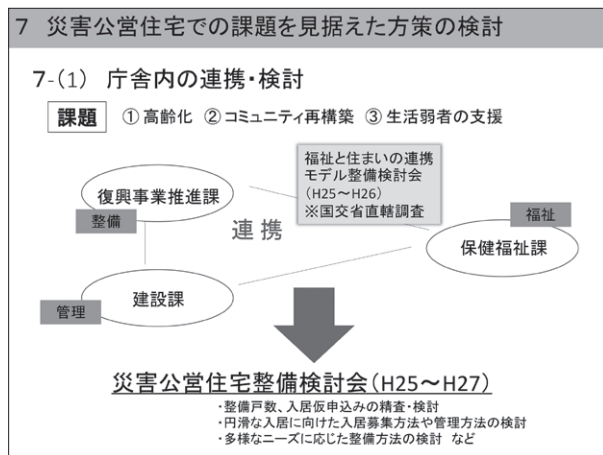 7 災害公営住宅での課題を見据えた方策の検討
7-(1) 庁舎内の連携・検討
課題 ① 高齢化 ② コミュニティ再構築 ③ 生活弱者の支援
福祉と住まいの連携
モデル整備検討会
(H25～H26)
※国交省直轄調査
復興事業推進課
整備
連携
福祉
保健福祉課
建設課
管理
災害公営住宅整備検討会(H25～H27)
・整備戸数、入居仮申込みの精査・検討
・円滑な入居に向けた入居募集方法や管理方法の検討
・多様なニーズに応じた整備方法の検討 など